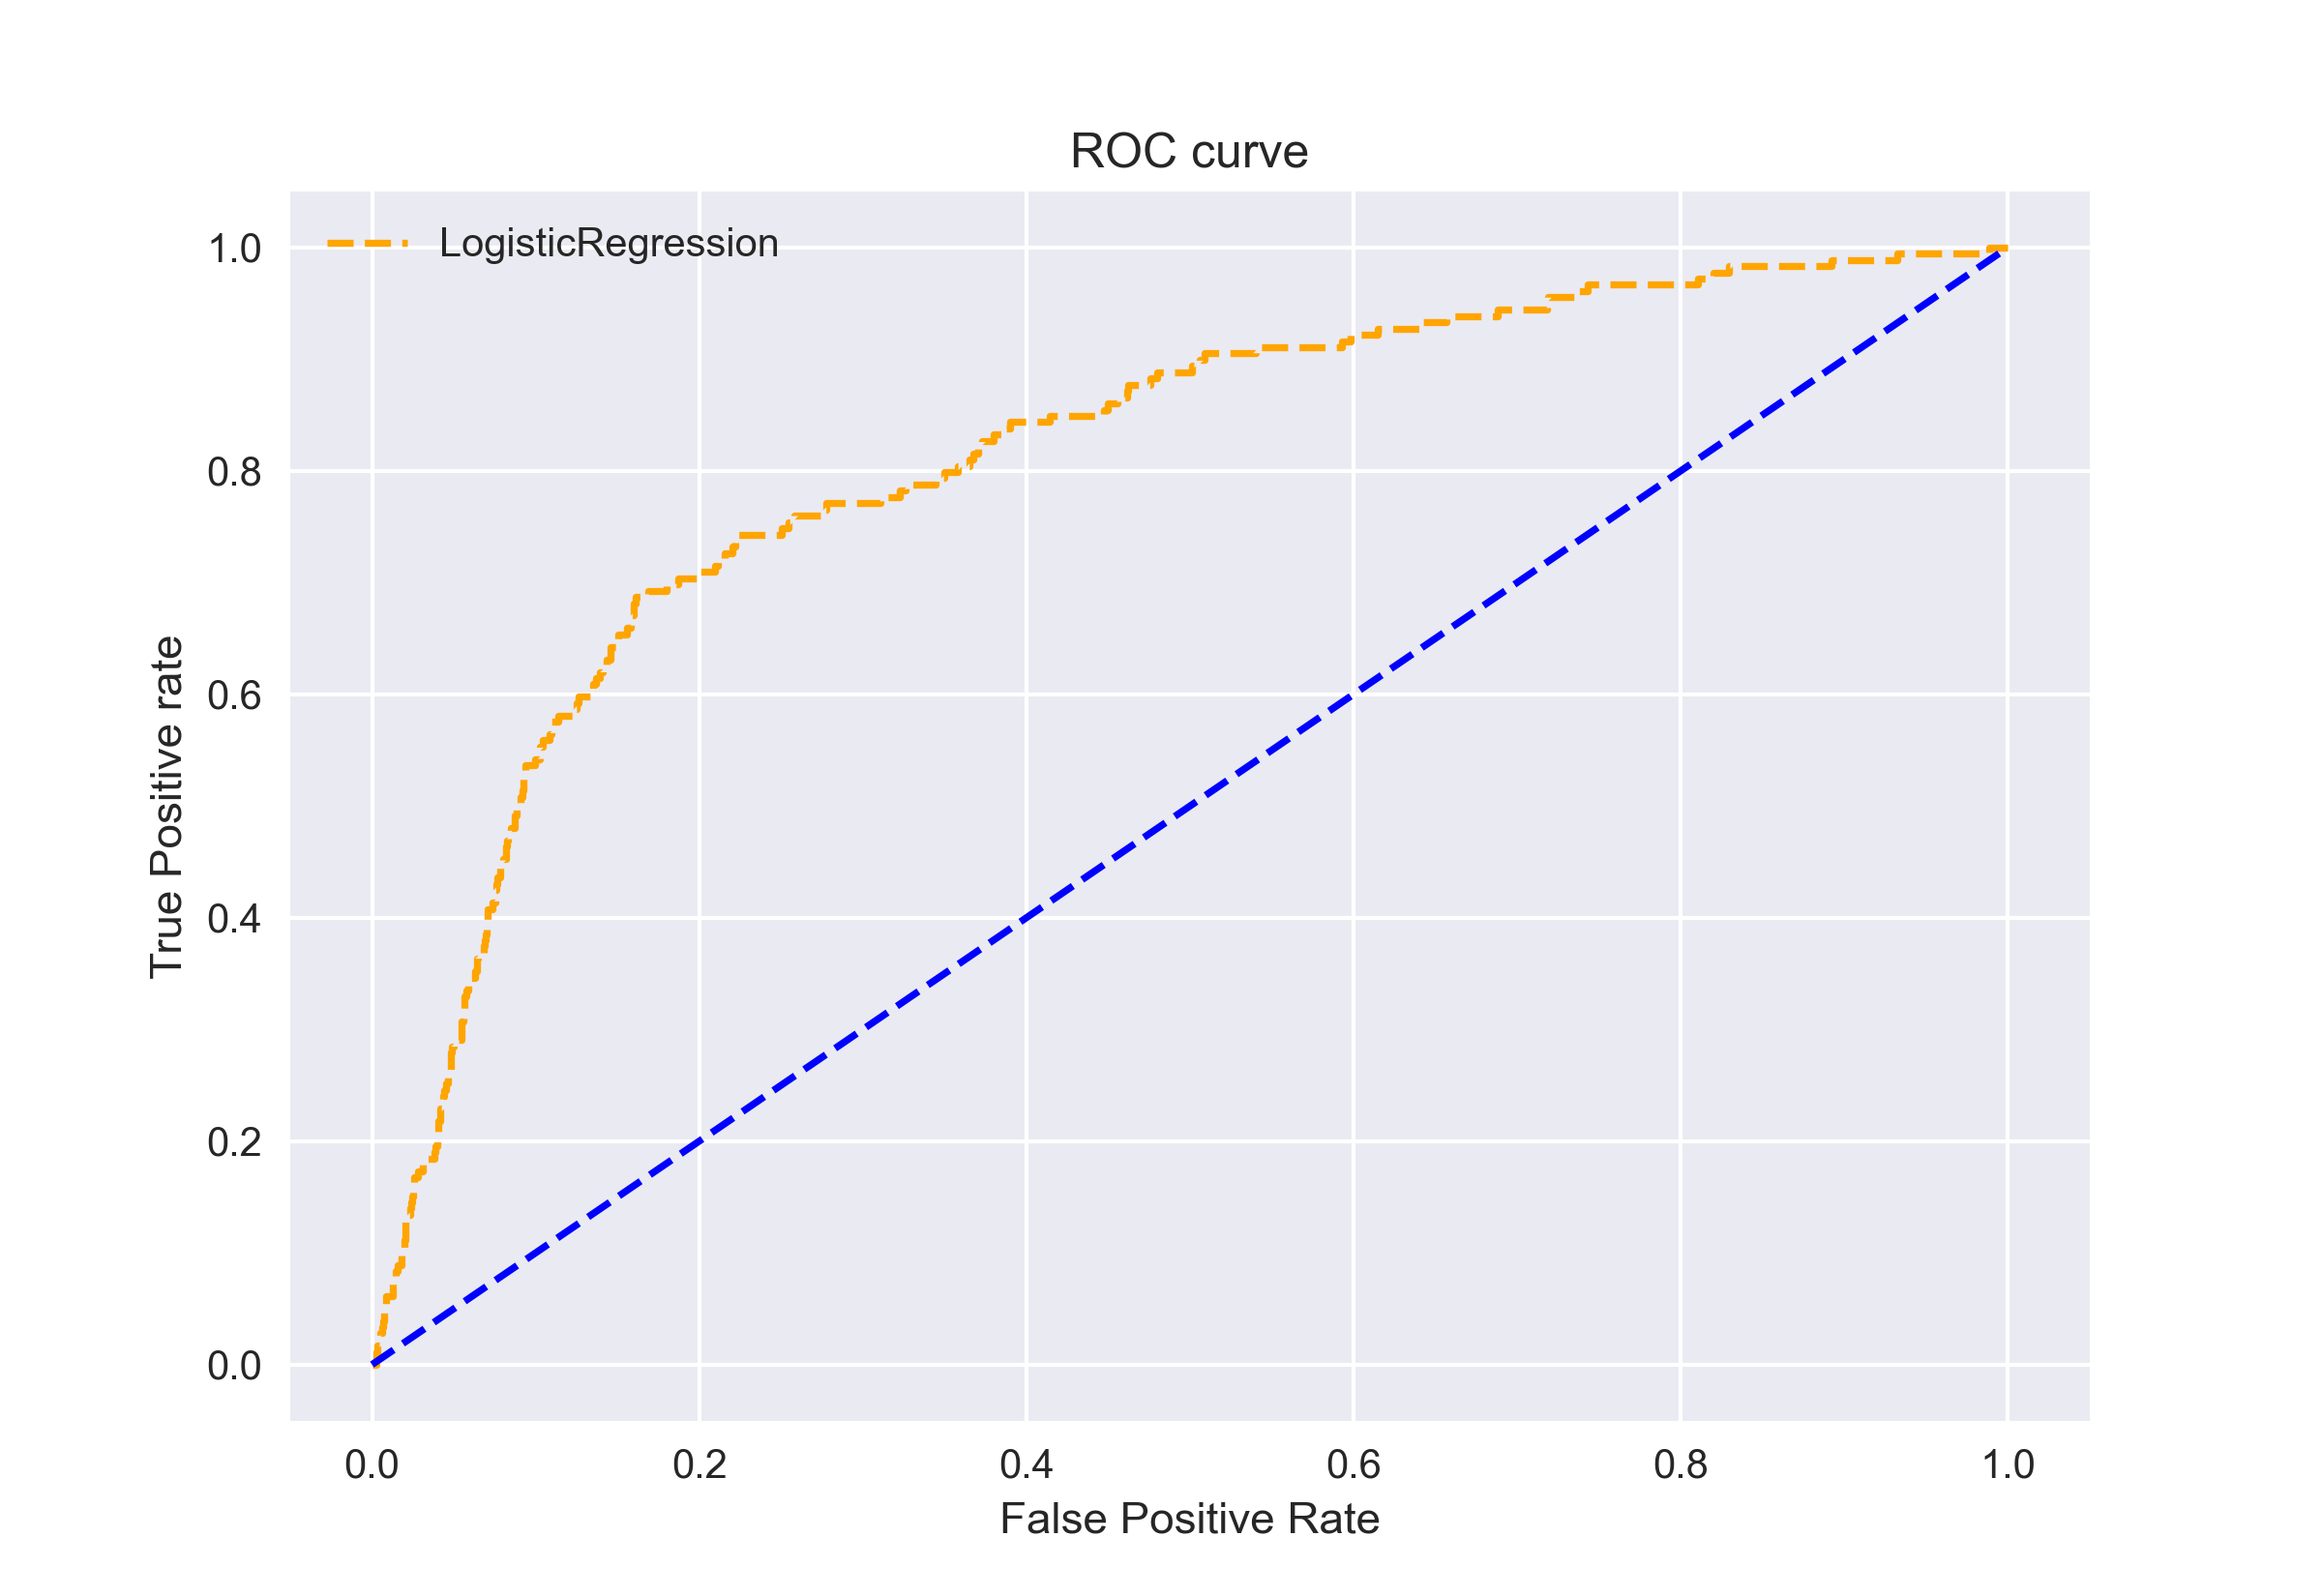 ROC curve
LogisticRegression
1.0
0.8
0.6
0.4
0.2
0.0
True Positive rate
0.0 0.2 0.4 0.6 0.8 1.0
False Positive Rate